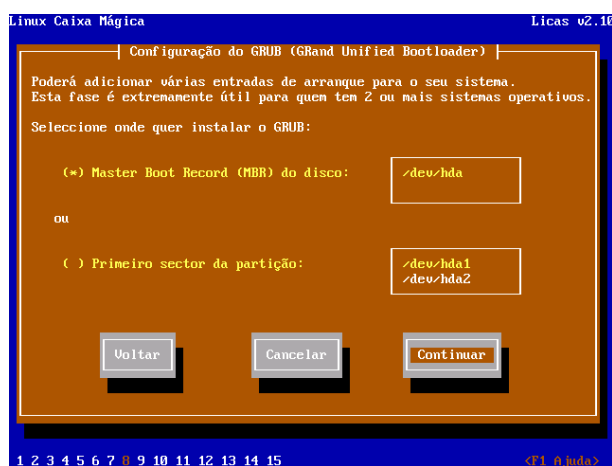 Linux Caixa Mágica Licas v2.10
Configuração do GRUB (GRand Unified Bootloader)
Poderá adicionar várias entradas de arranque para o seu sistema.
Esta fase é extremamente útil para quem tem 2 ou mais sistemas operativos.
Seleccione onde quer instalar o GRUB:
(*) Master Boot Record (MBR) do disco: /dev/hda
ou
( ) Primeiro sector da partição: /dev/hda1
/dev/hda2
Voltar Cancelar Continuar
1 2 3 4 5 6 7 8 9 10 11 12 13 14 15 <F1 Ajuda>